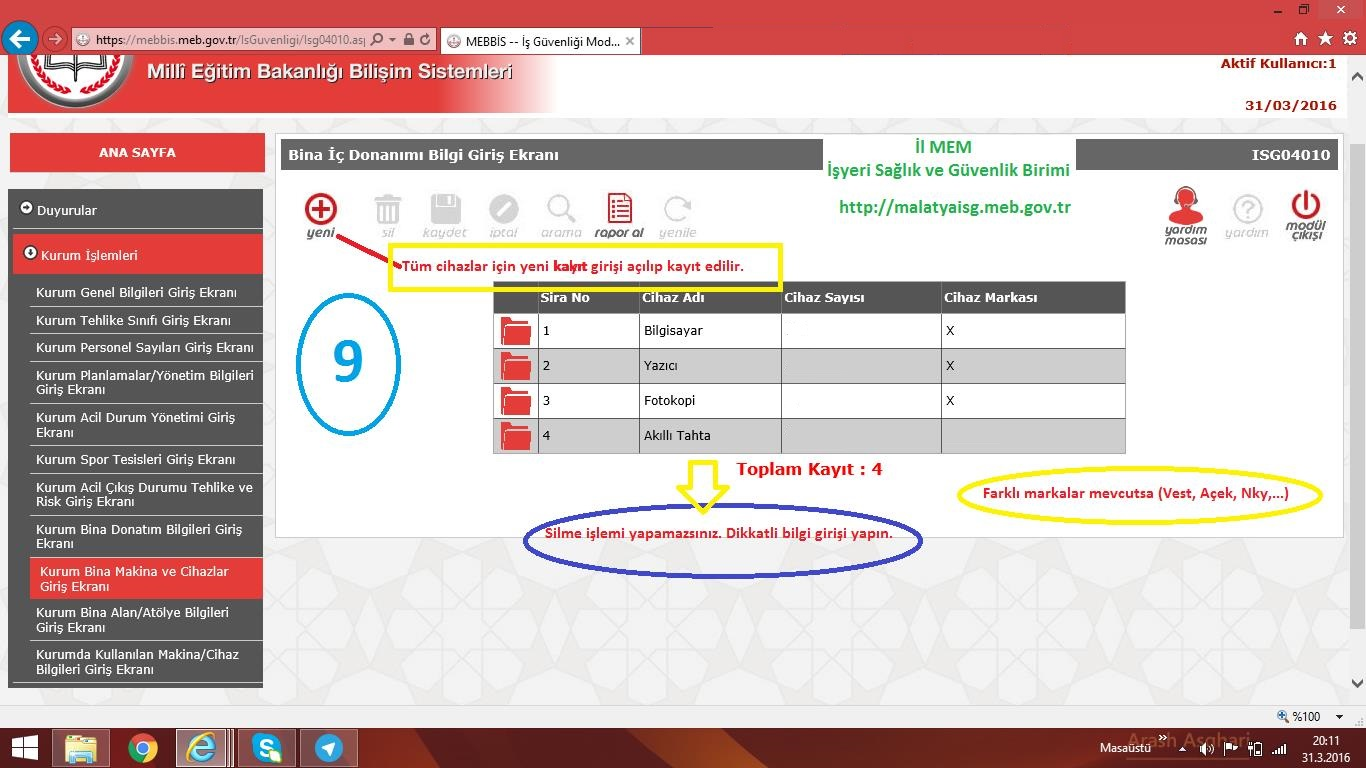 https://mebbis.meb.gov.tr/IsGuvenligi/Isg04010.as
MEBBİS -- İş Güvenliği Mod...
Millî Eğitim Bakanlığı Bilişim Sistemleri
Aktif Kullanıcı:1
31/03/2016
ANA SAYFA
Duyurular
Kurum İşlemleri
Kurum Genel Bilgileri Giriş Ekranı
Kurum Tehlike Sınıfı Giriş Ekranı
Kurum Personel Sayıları Giriş Ekranı
Kurum Planlamalar/Yönetim Bilgileri
Giriş Ekranı
Kurum Acil Durum Yönetimi Giriş
Ekranı
Kurum Spor Tesisleri Giriş Ekranı
Kurum Acil Çıkış Durumu Tehlike ve
Risk Giriş Ekranı
Kurum Bina Donatım Bilgileri Giriş
Ekranı
Kurum Bina Makina ve Cihazlar
Giriş Ekranı
Kurum Bina Alan/Atölye Bilgileri
Giriş Ekranı
Kurumda Kullanılan Makina/Cihaz
Bilgileri Giriş Ekranı
Bina İç Donanımı Bilgi Giriş Ekranı
İl MEM
İşyeri Sağlık ve Güvenlik Birimi
http://malatyaisg.meb.gov.tr
ISG04010
yeni sil kaydet iptal arama rapor al yenile
yardım masası yardım modül çıkışı
Tüm cihazlar için yeni kayıt girişi açılıp kayıt edilir.
9
Sira No Cihaz Adı Cihaz Sayısı Cihaz Markası
1 Bilgisayar X
2 Yazıcı X
3 Fotokopi X
4 Akıllı Tahta
Toplam Kayıt : 4
Farklı markalar mevcutsa (Vest, Açek, Nky,...)
Silme işlemi yapamazsınız. Dikkatli bilgi girişi yapın.
%100
Masaüstü
Arash Asghari
20:11
31.3.2016